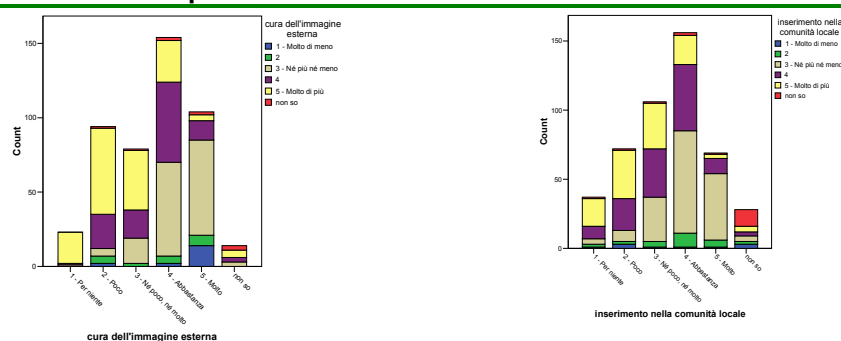 cura dell'immagine
esterna
1 - Molto di meno
2
3 - Né più né meno
4
5 - Molto di più
non so
150
100
50
0
Count
1 - Per niente
2 - Poco
3 - Né poco, né molto
4 - Abbastanza
5 - Molto
non so
cura dell'immagine esterna
inserimento nella
comunità locale
1 - Molto di meno
2
3 - Né più né meno
4
5 - Molto di più
non so
150
100
50
0
Count
1 - Per niente
2 - Poco
3 - Né poco, né molto
4 - Abbastanza
5 - Molto
non so
inserimento nella comunità locale